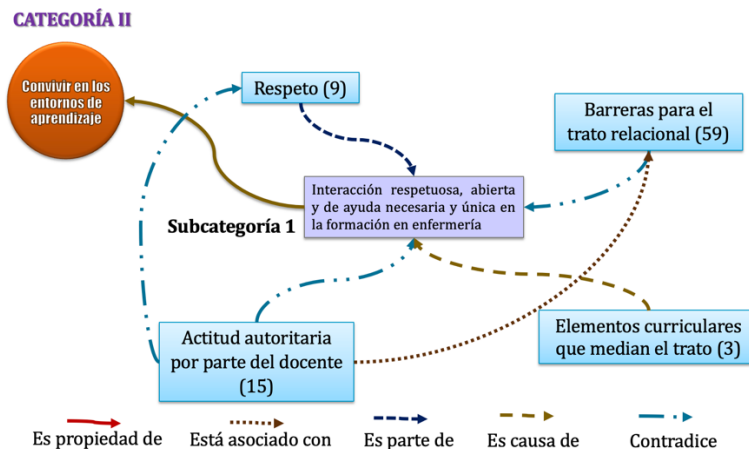 CATEGORÍA II
Convivir en los
entornos de
aprendizaje
Respeto (9)
Barreras para el
trato relacional (59)
Interacción respetuosa, abierta
y de ayuda necesaria y única en
la formación en enfermería
Subcategoría 1
Actitud autoritaria
por parte del docente
(15)
Elementos curriculares
que median el trato (3)
Es propiedad de
Está asociado con
Es parte de
Es causa de
Contradice